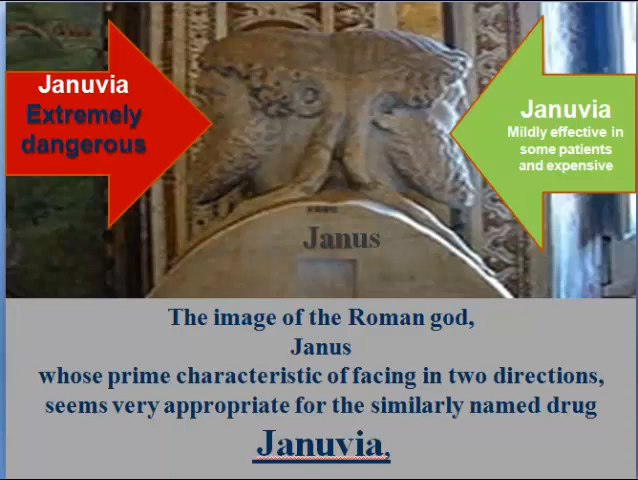 Januvia
Extremely
dangerous
Januvia
Mildly effective in
some patients
and expensive
Janus
The image of the Roman god,
Janus
whose prime characteristic of facing in two directions,
seems very appropriate for the similarly named drug
Januvia,